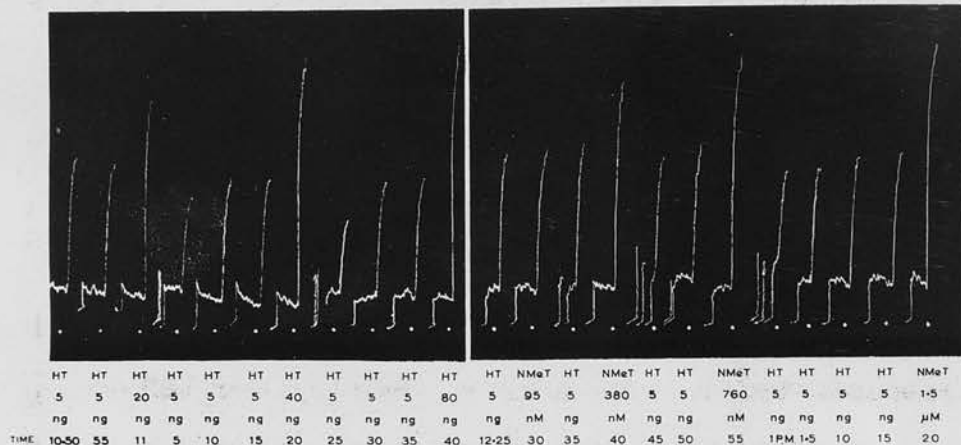 HT HT HT HT HT HT HT HT HT HT HT HT NMeT HT NMeT HT HT NMeT HT HT HT HT NMeT
5 5 20 5 5 5 40 5 5 5 80 5 95 5 380 5 5 760 5 5 5 5 1·5
ng ng ng ng ng ng ng ng ng ng ng ng nM ng nM ng ng nM ng ng ng ng µM
TIME 10·50 55 11 5 10 15 20 25 30 35 40 12·25 30 35 40 45 50 55 1PM 1·5 10 15 20